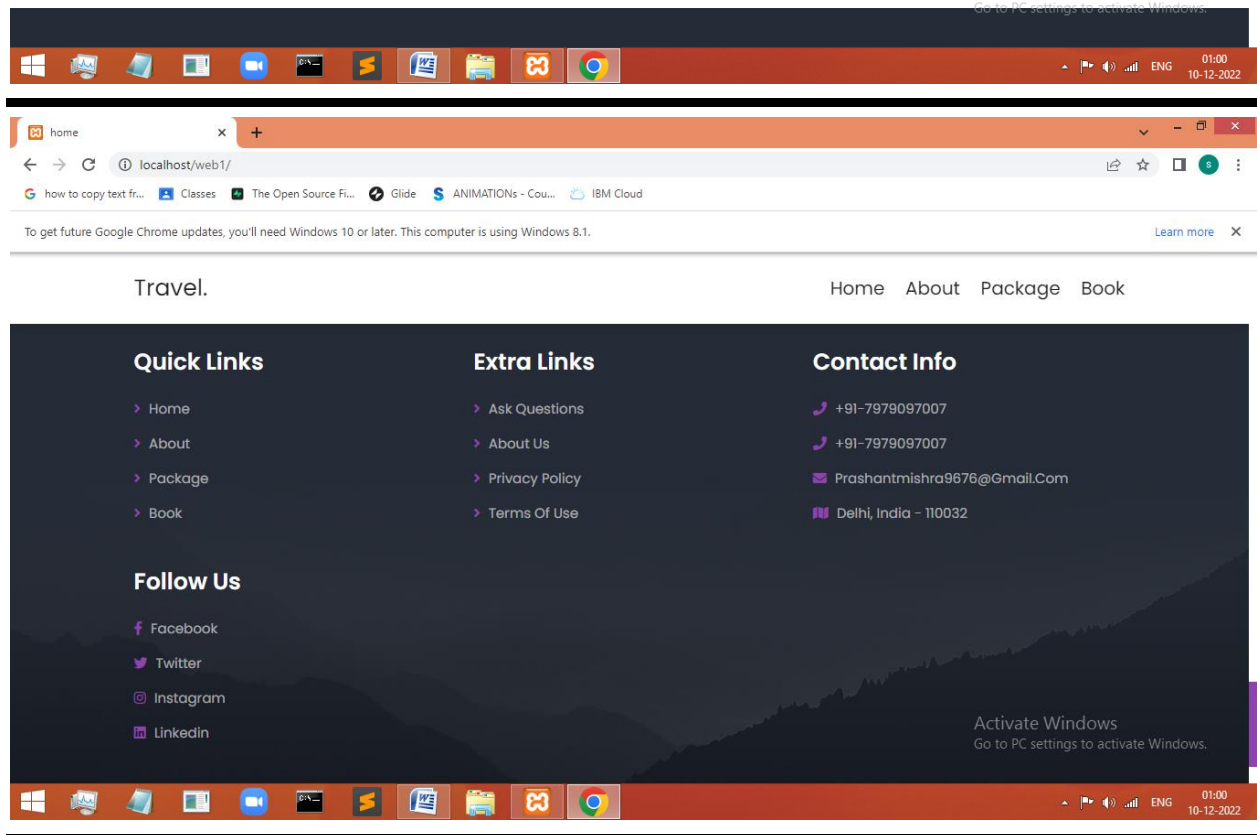 Go to PC settings to activate Windows.
ENG
01:00
10-12-2022
home
localhost/web1/
S
how to copy text fr... Classes The Open Source Fi... Glide ANIMATIONs - Cou... IBM Cloud
To get future Google Chrome updates, you'll need Windows 10 or later. This computer is using Windows 8.1. Learn more
Travel. Home About Package Book
Quick Links
Home
About
Package
Book
Extra Links
Ask Questions
About Us
Privacy Policy
Terms Of Use
Contact Info
+91-7979097007
+91-7979097007
Prashantmishra9676@Gmail.Com
Delhi, India - 110032
Follow Us
Facebook
Twitter
Instagram
Linkedin
Activate Windows
Go to PC settings to activate Windows.
ENG
01:00
10-12-2022